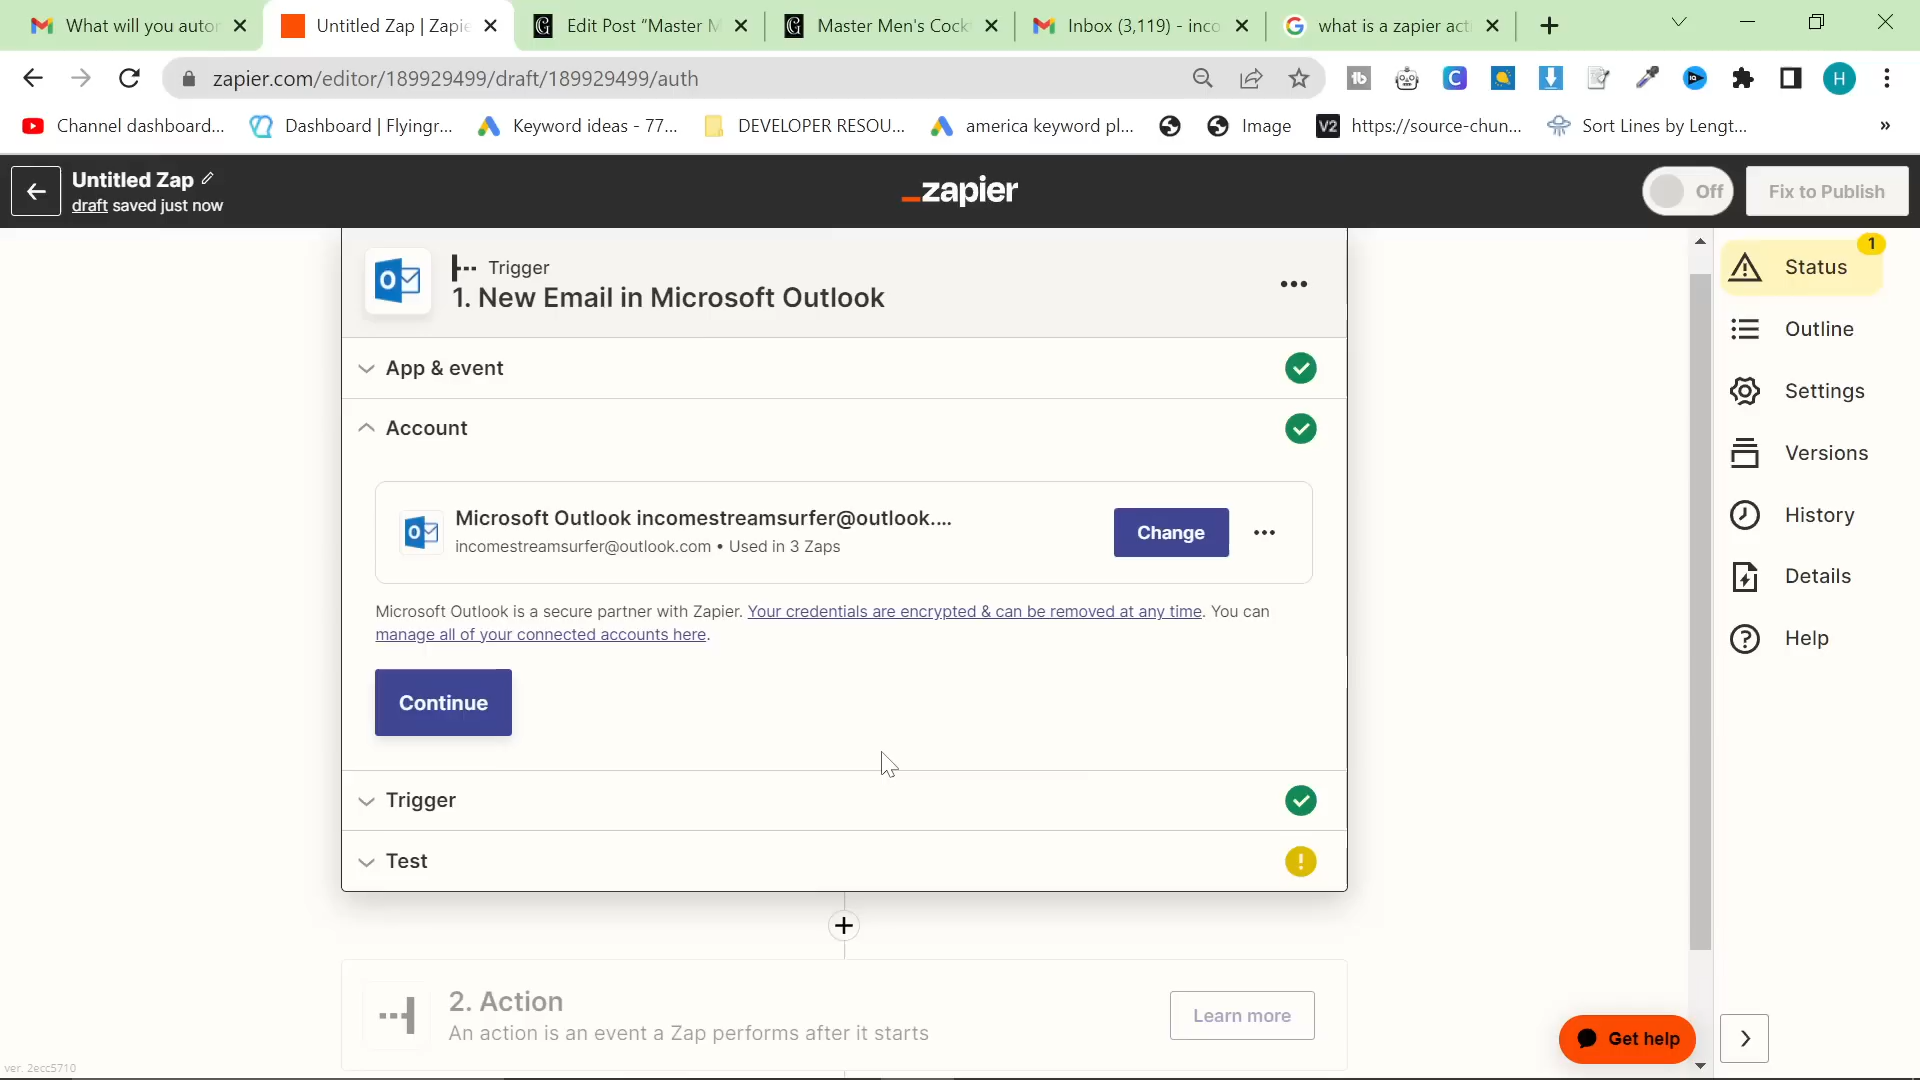 What will you autor
Untitled Zap | Zapie
Edit Post “Master M
Master Men's Cock
Inbox (3,119) - inco
what is a zapier acti
zapier.com/editor/189929499/draft/189929499/auth
tb
C
H
Channel dashboard...
Dashboard | Flyingr...
Keyword ideas - 77...
DEVELOPER RESOU...
america keyword pl...
Image
V2
https://source-chun...
Sort Lines by Lengt...
»
Untitled Zap
draft saved just now
_zapier
Off
Fix to Publish
Trigger
1. New Email in Microsoft Outlook
App & event
Account
Microsoft Outlook incomestreamsurfer@outlook....
incomestreamsurfer@outlook.com • Used in 3 Zaps
Change
Microsoft Outlook is a secure partner with Zapier. Your credentials are encrypted & can be removed at any time. You can
manage all of your connected accounts here.
Continue
Trigger
Test
2. Action
An action is an event a Zap performs after it starts
Learn more
1
Status
Outline
Settings
Versions
History
Details
Help
Get help
ver. 2ecc5710